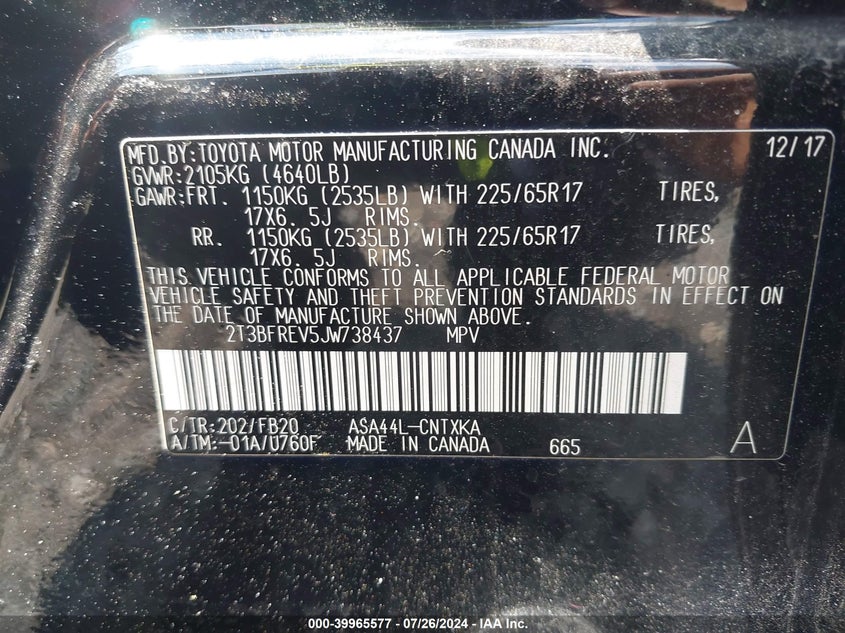 MFD.BY:TOYOTA MOTOR MANUFACTURING CANADA INC. 12/17
GVWR:2105KG (4640LB)
GAWR:FRT. 1150KG (2535LB) WITH 225/65R17 TIRES,
17X6.5J RIMS.
RR. 1150KG (2535LB) WITH 225/65R17 TIRES,
17X6.5J RIMS.
THIS VEHICLE CONFORMS TO ALL APPLICABLE FEDERAL MOTOR
VEHICLE SAFETY AND THEFT PREVENTION STANDARDS IN EFFECT ON
THE DATE OF MANUFACTURE SHOWN ABOVE.
2T3BFREV5JW738437 MPV
C/TR:202/FB20 ASA44L-CNTXKA
A/TM:-01A/U760F MADE IN CANADA 665 A
000-39965577 - 07/26/2024 - IAA Inc.